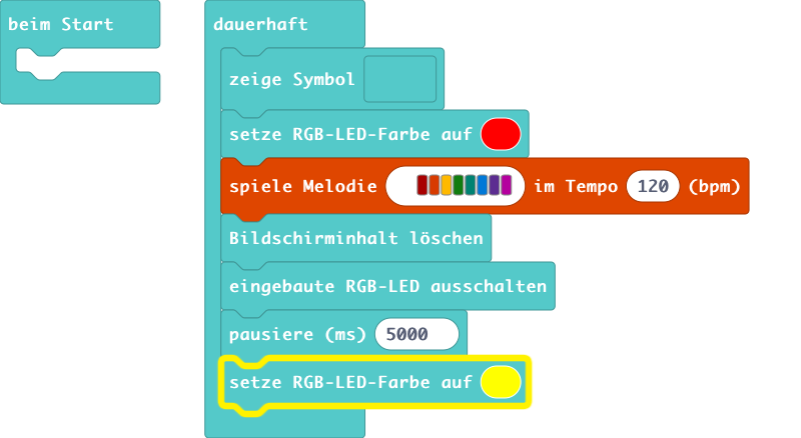 beim Start
dauerhaft
zeige Symbol
setze RGB-LED-Farbe auf
spiele Melodie im Tempo 120 (bpm)
Bildschirminhalt löschen
eingebaute RGB-LED ausschalten
pausiere (ms) 5000
setze RGB-LED-Farbe auf